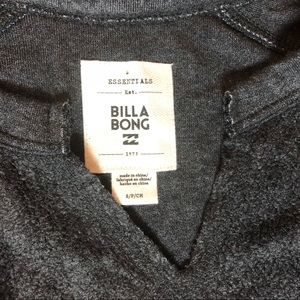 ESSENTIALS
Est.
BILLA
BONG
1973
made in china/
fabriqué en chine/
hecho en china
S/P/CH